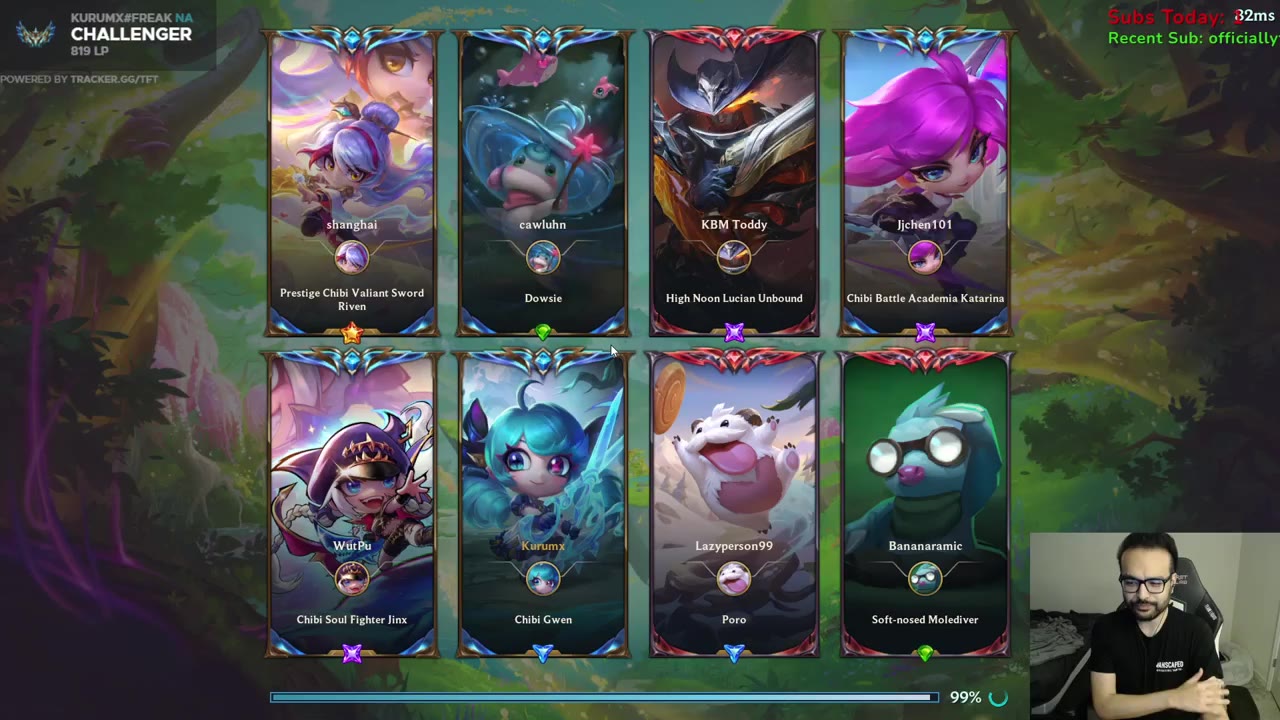 KURUMX#FREAK NA
CHALLENGER
819 LP
POWERED BY TRACKER.GG/TFT
Subs Today:
32ms
Recent Sub: officially
shanghai
Prestige Chibi Valiant Sword
Riven
cawluhn
Dowsie
KBM Toddy
High Noon Lucian Unbound
Jjchen101
Chibi Battle Academia Katarina
WutPu
Chibi Soul Fighter Jinx
Kurumx
Chibi Gwen
Lazyperson99
Poro
Bananaramic
Soft-nosed Molediver
99%
MANSCAPED